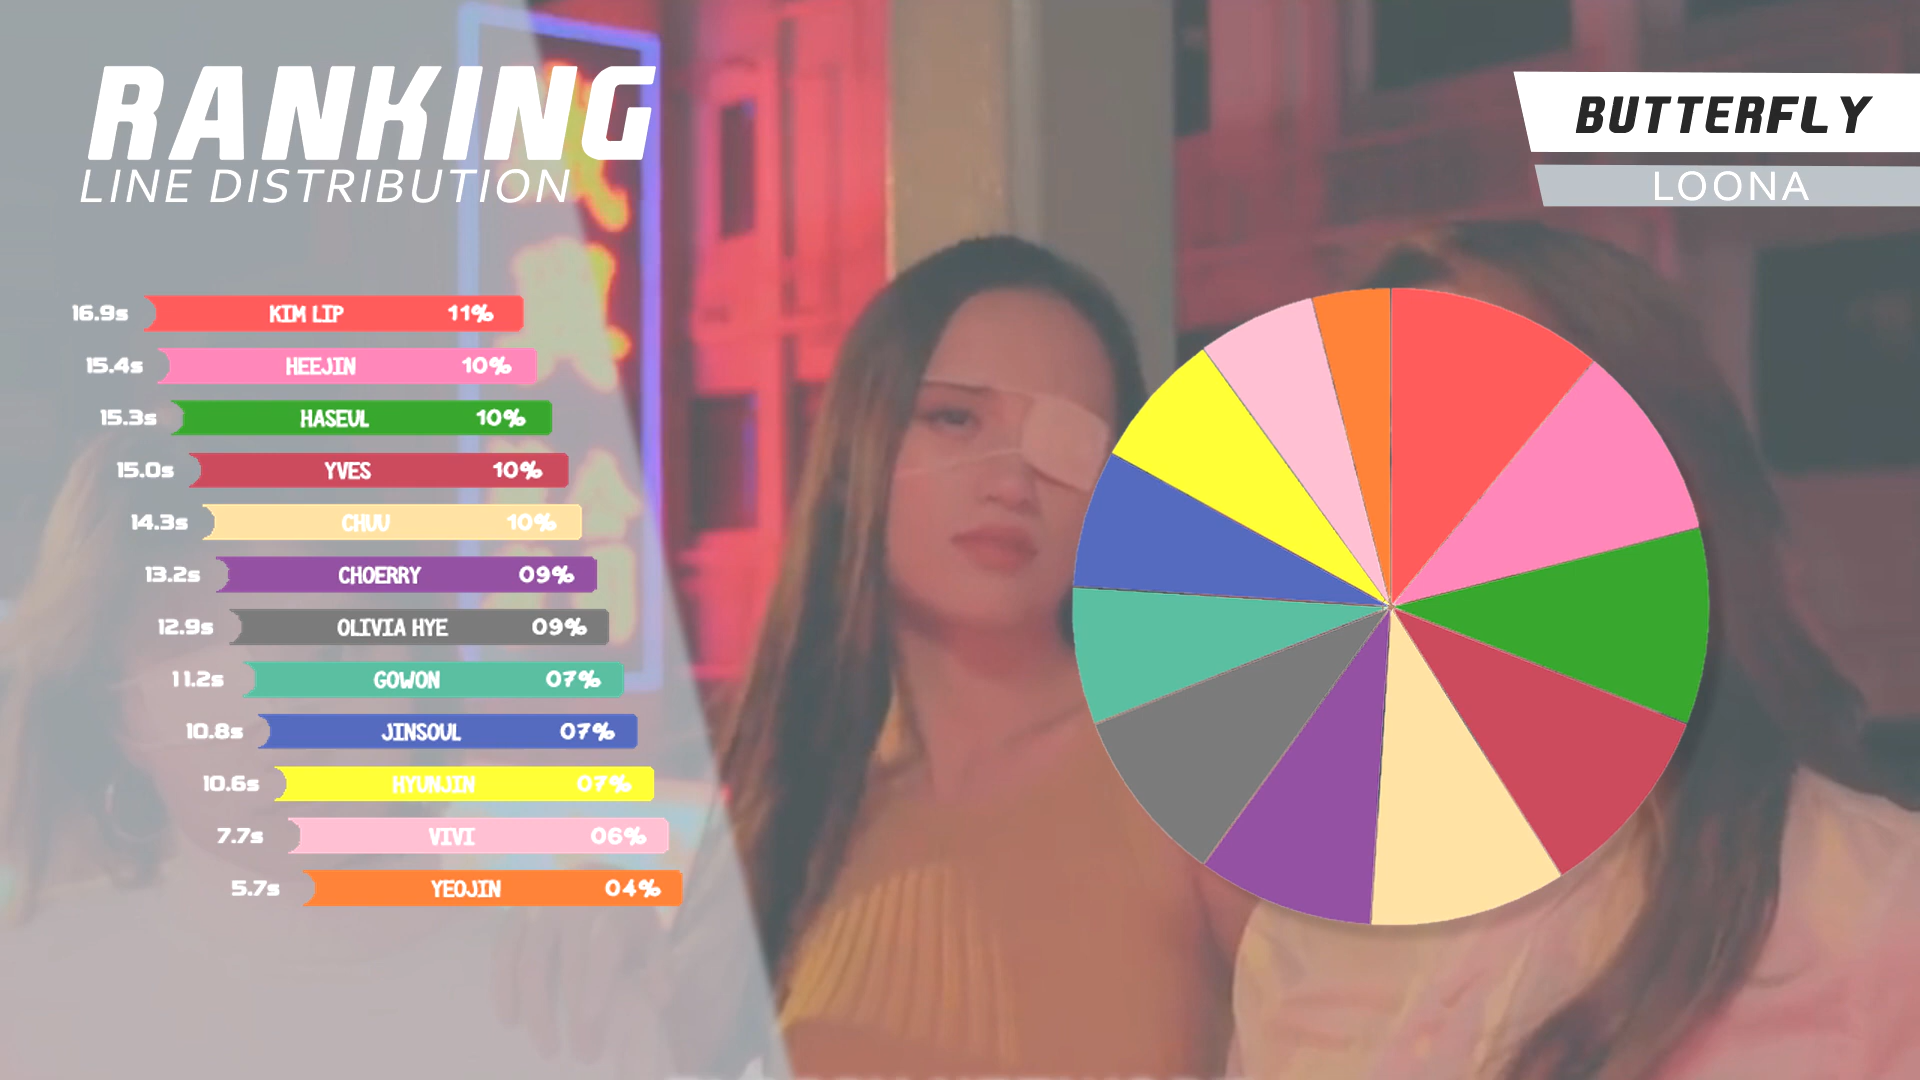 RANKING
LINE DISTRIBUTION
BUTTERFLY
LOONA
16.9s KIM LIP 11%
15.4s HEEJIN 10%
15.3s HASEUL 10%
15.0s YVES 10%
14.3s CHUU 10%
13.2s CHOERRY 09%
12.9s OLIVIA HYE 09%
11.2s GOWON 07%
10.8s JINSOUL 07%
10.6s HYUNJIN 07%
7.7s VIVI 06%
5.7s YEOJIN 04%